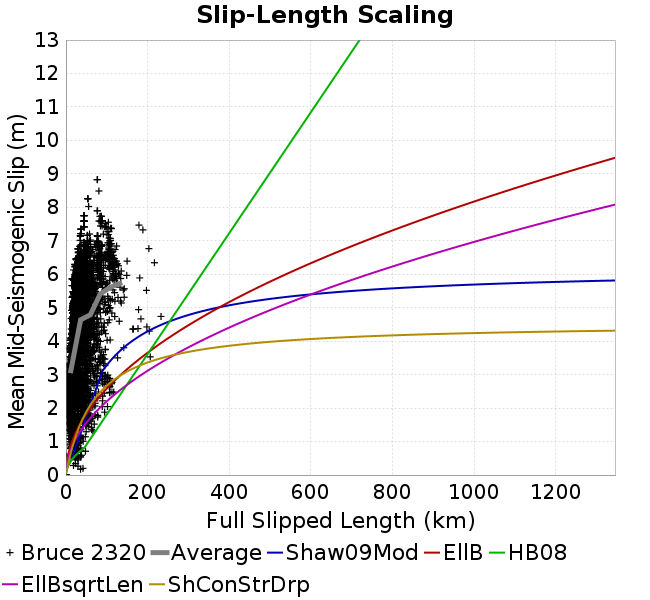 Slip-Length Scaling
Mean Mid-Seismogenic Slip (m)
13
12
11
10
9
8
7
6
5
4
3
2
1
0
0 200 400 600 800 1000 1200
Full Slipped Length (km)
Bruce 2320 Average Shaw09Mod EllB HB08
EllBsqrtLen ShConStrDrp